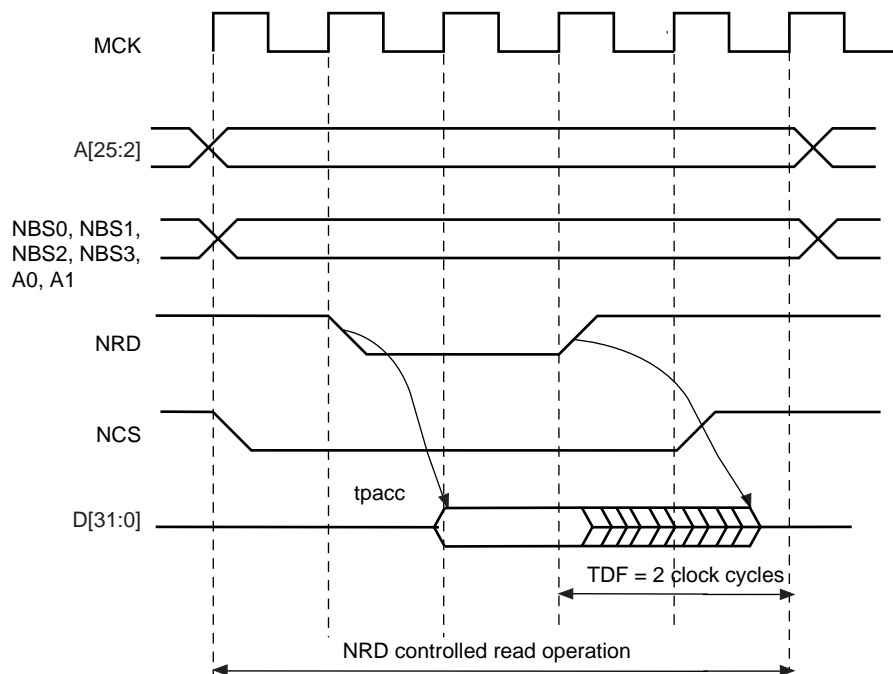 MCK
A[25:2]
NBS0, NBS1,
NBS2, NBS3,
A0, A1
NRD
NCS
tpacc
D[31:0]
TDF = 2 clock cycles
NRD controlled read operation